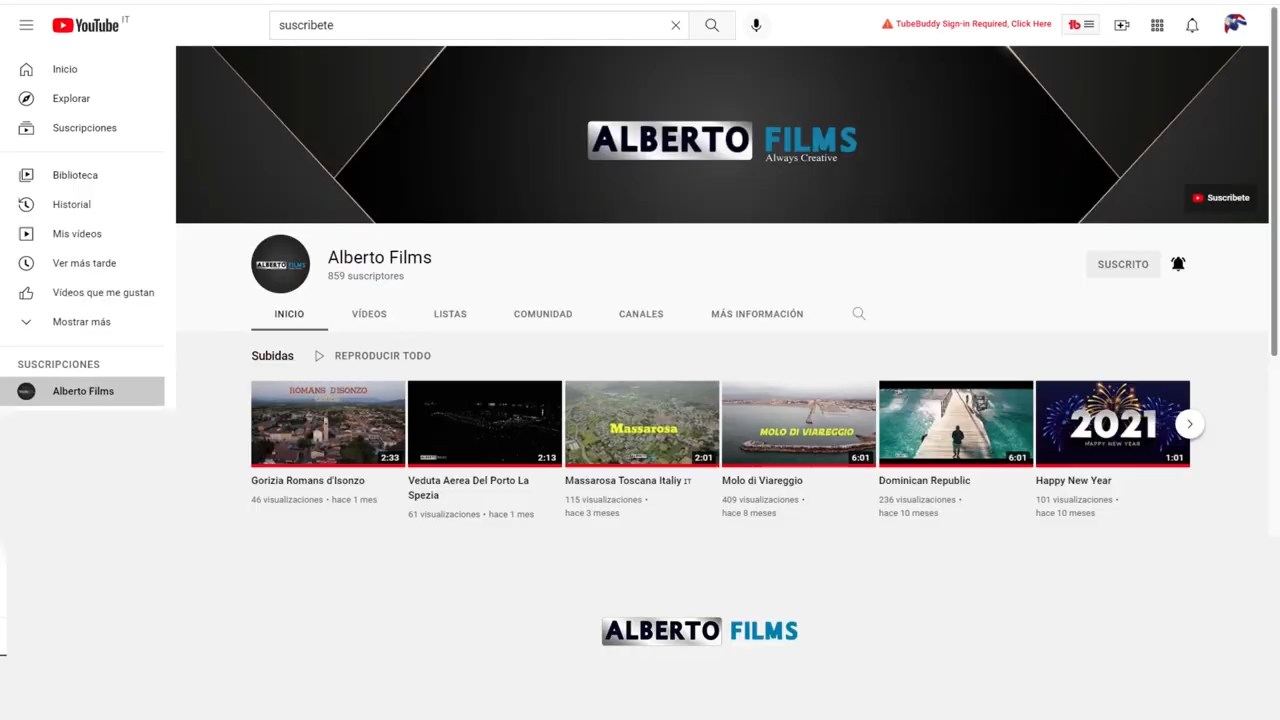 YouTube IT
suscribete
TubeBuddy Sign-in Required, Click Here
tb
Inicio
Explorar
Suscripciones
Biblioteca
Historial
Mis vídeos
Ver más tarde
Vídeos que me gustan
Mostrar más
SUSCRIPCIONES
Alberto Films
ALBERTO FILMS
Always Creative
Suscribete
ALBERTO FILMS
Alberto Films
859 suscriptores
SUSCRITO
INICIO
VÍDEOS
LISTAS
COMUNIDAD
CANALES
MÁS INFORMACIÓN
Subidas
REPRODUCIR TODO
ROMANS D'ISONZO
2:33
Gorizia Romans d'Isonzo
46 visualizaciones • hace 1 mes
2:13
Veduta Aerea Del Porto La
Spezia
61 visualizaciones • hace 1 mes
Massarosa
2:01
Massarosa Toscana Italiy IT
115 visualizaciones •
hace 3 meses
MOLO DI VIAREGGIO
6:01
Molo di Viareggio
409 visualizaciones •
hace 8 meses
6:01
Dominican Republic
236 visualizaciones •
hace 10 meses
2021
HAPPY NEW YEAR
1:01
Happy New Year
101 visualizaciones •
hace 10 meses
ALBERTO FILMS